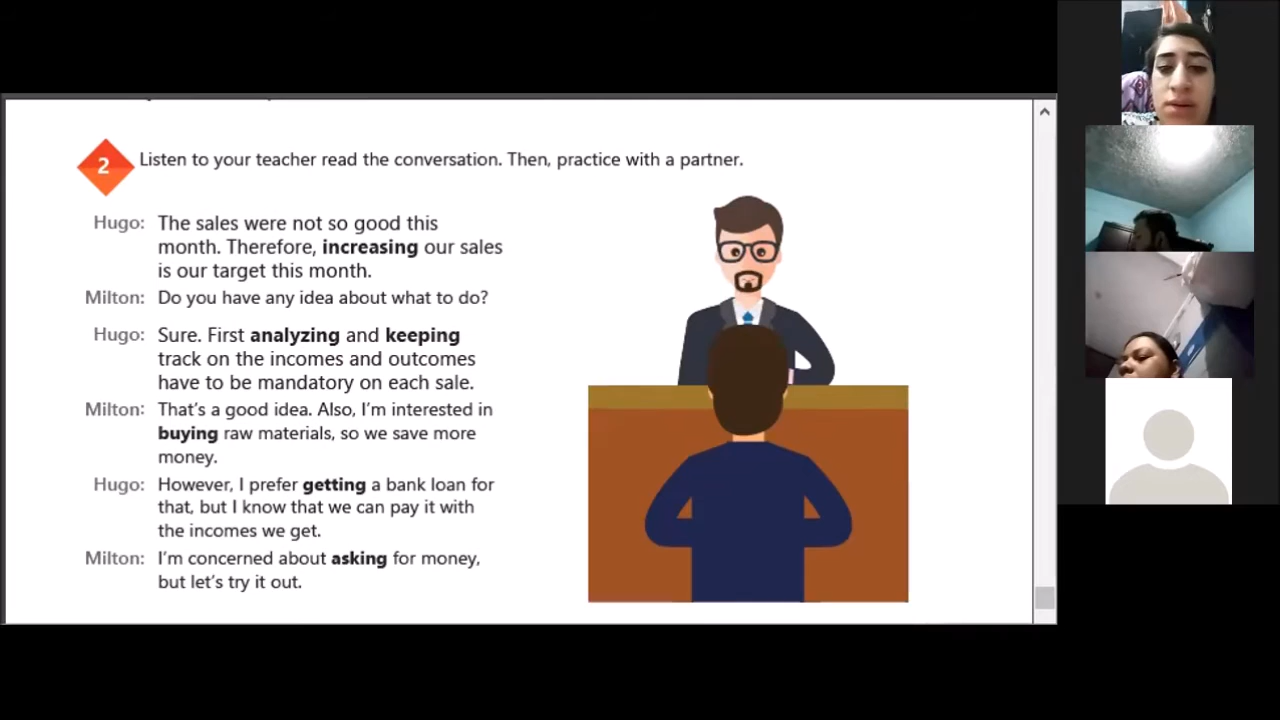 2
Listen to your teacher read the conversation. Then, practice with a partner.
Hugo: The sales were not so good this
month. Therefore, increasing our sales
is our target this month.
Milton: Do you have any idea about what to do?
Hugo: Sure. First analyzing and keeping
track on the incomes and outcomes
have to be mandatory on each sale.
Milton: That's a good idea. Also, I'm interested in
buying raw materials, so we save more
money.
Hugo: However, I prefer getting a bank loan for
that, but I know that we can pay it with
the incomes we get.
Milton: I'm concerned about asking for money,
but let's try it out.